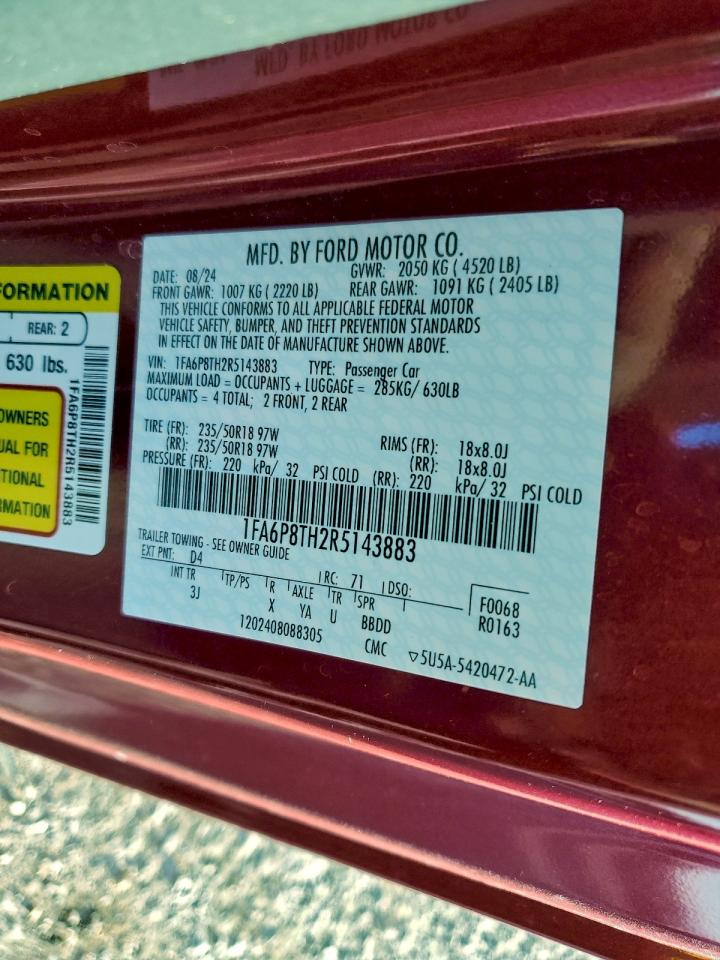 MFD. BY FORD MOTOR CO.
FORMATION
REAR: 2
630 lbs.
OWNERS
UAL FOR
TIONAL
RMATION
1FA6P8TH2R5143883
MFD. BY FORD MOTOR CO.
DATE: 08/24 GVWR: 2050 KG ( 4520 LB)
FRONT GAWR: 1007 KG ( 2220 LB) REAR GAWR: 1091 KG ( 2405 LB)
THIS VEHICLE CONFORMS TO ALL APPLICABLE FEDERAL MOTOR
VEHICLE SAFETY, BUMPER, AND THEFT PREVENTION STANDARDS
IN EFFECT ON THE DATE OF MANUFACTURE SHOWN ABOVE.
VIN: 1FA6P8TH2R5143883 TYPE: Passenger Car
MAXIMUM LOAD = OCCUPANTS + LUGGAGE = 285KG/ 630LB
OCCUPANTS = 4 TOTAL; 2 FRONT, 2 REAR
TIRE (FR): 235/50R18 97W RIMS (FR): 18x8.0J
(RR): 235/50R18 97W (RR): 18x8.0J
PRESSURE (FR): 220 kPa/ 32 PSI COLD (RR): 220 kPa/ 32 PSI COLD
1FA6P8TH2R5143883
TRAILER TOWING - SEE OWNER GUIDE
EXT PNT: D4 RC: 71 DSO: F0068
INT TR TP/PS R AXLE TR SPR R0163
3J X YA U BBDD
1202408088305 CMC ▽5U5A-5420472-AA